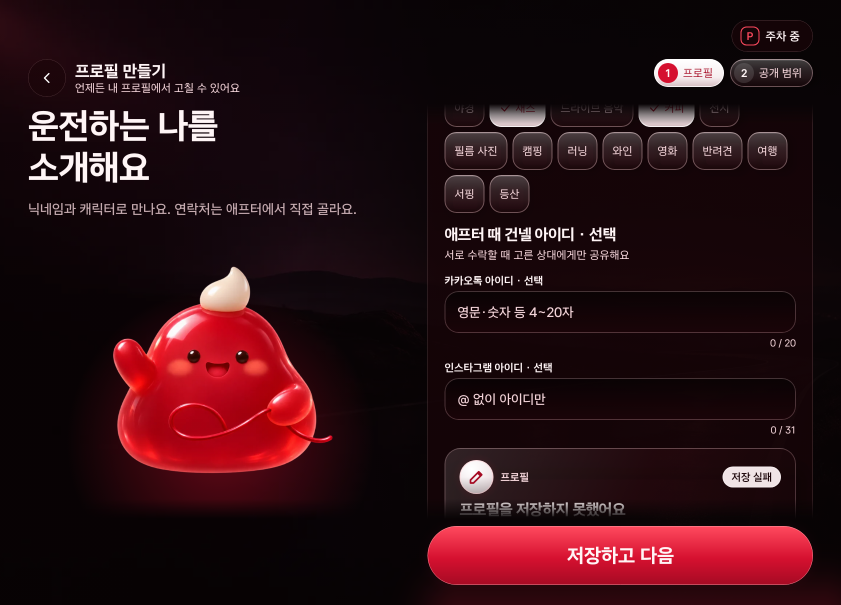 P 주차 중
프로필 만들기
언제든 내 프로필에서 고칠 수 있어요
1 프로필
2 공개 범위
운전하는 나를
소개해요
닉네임과 캐릭터로 만나요. 연락처는 애프터에서 직접 골라요.
드라이브 음악
필름 사진
캠핑
러닝
와인
영화
반려견
여행
서핑
등산
애프터 때 건넬 아이디 · 선택
서로 수락할 때 고른 상대에게만 공유해요
카카오톡 아이디 · 선택
영문·숫자 등 4~20자
0 / 20
인스타그램 아이디 · 선택
@ 없이 아이디만
0 / 31
프로필
저장 실패
프로필을 저장하지 못했어요
저장하고 다음